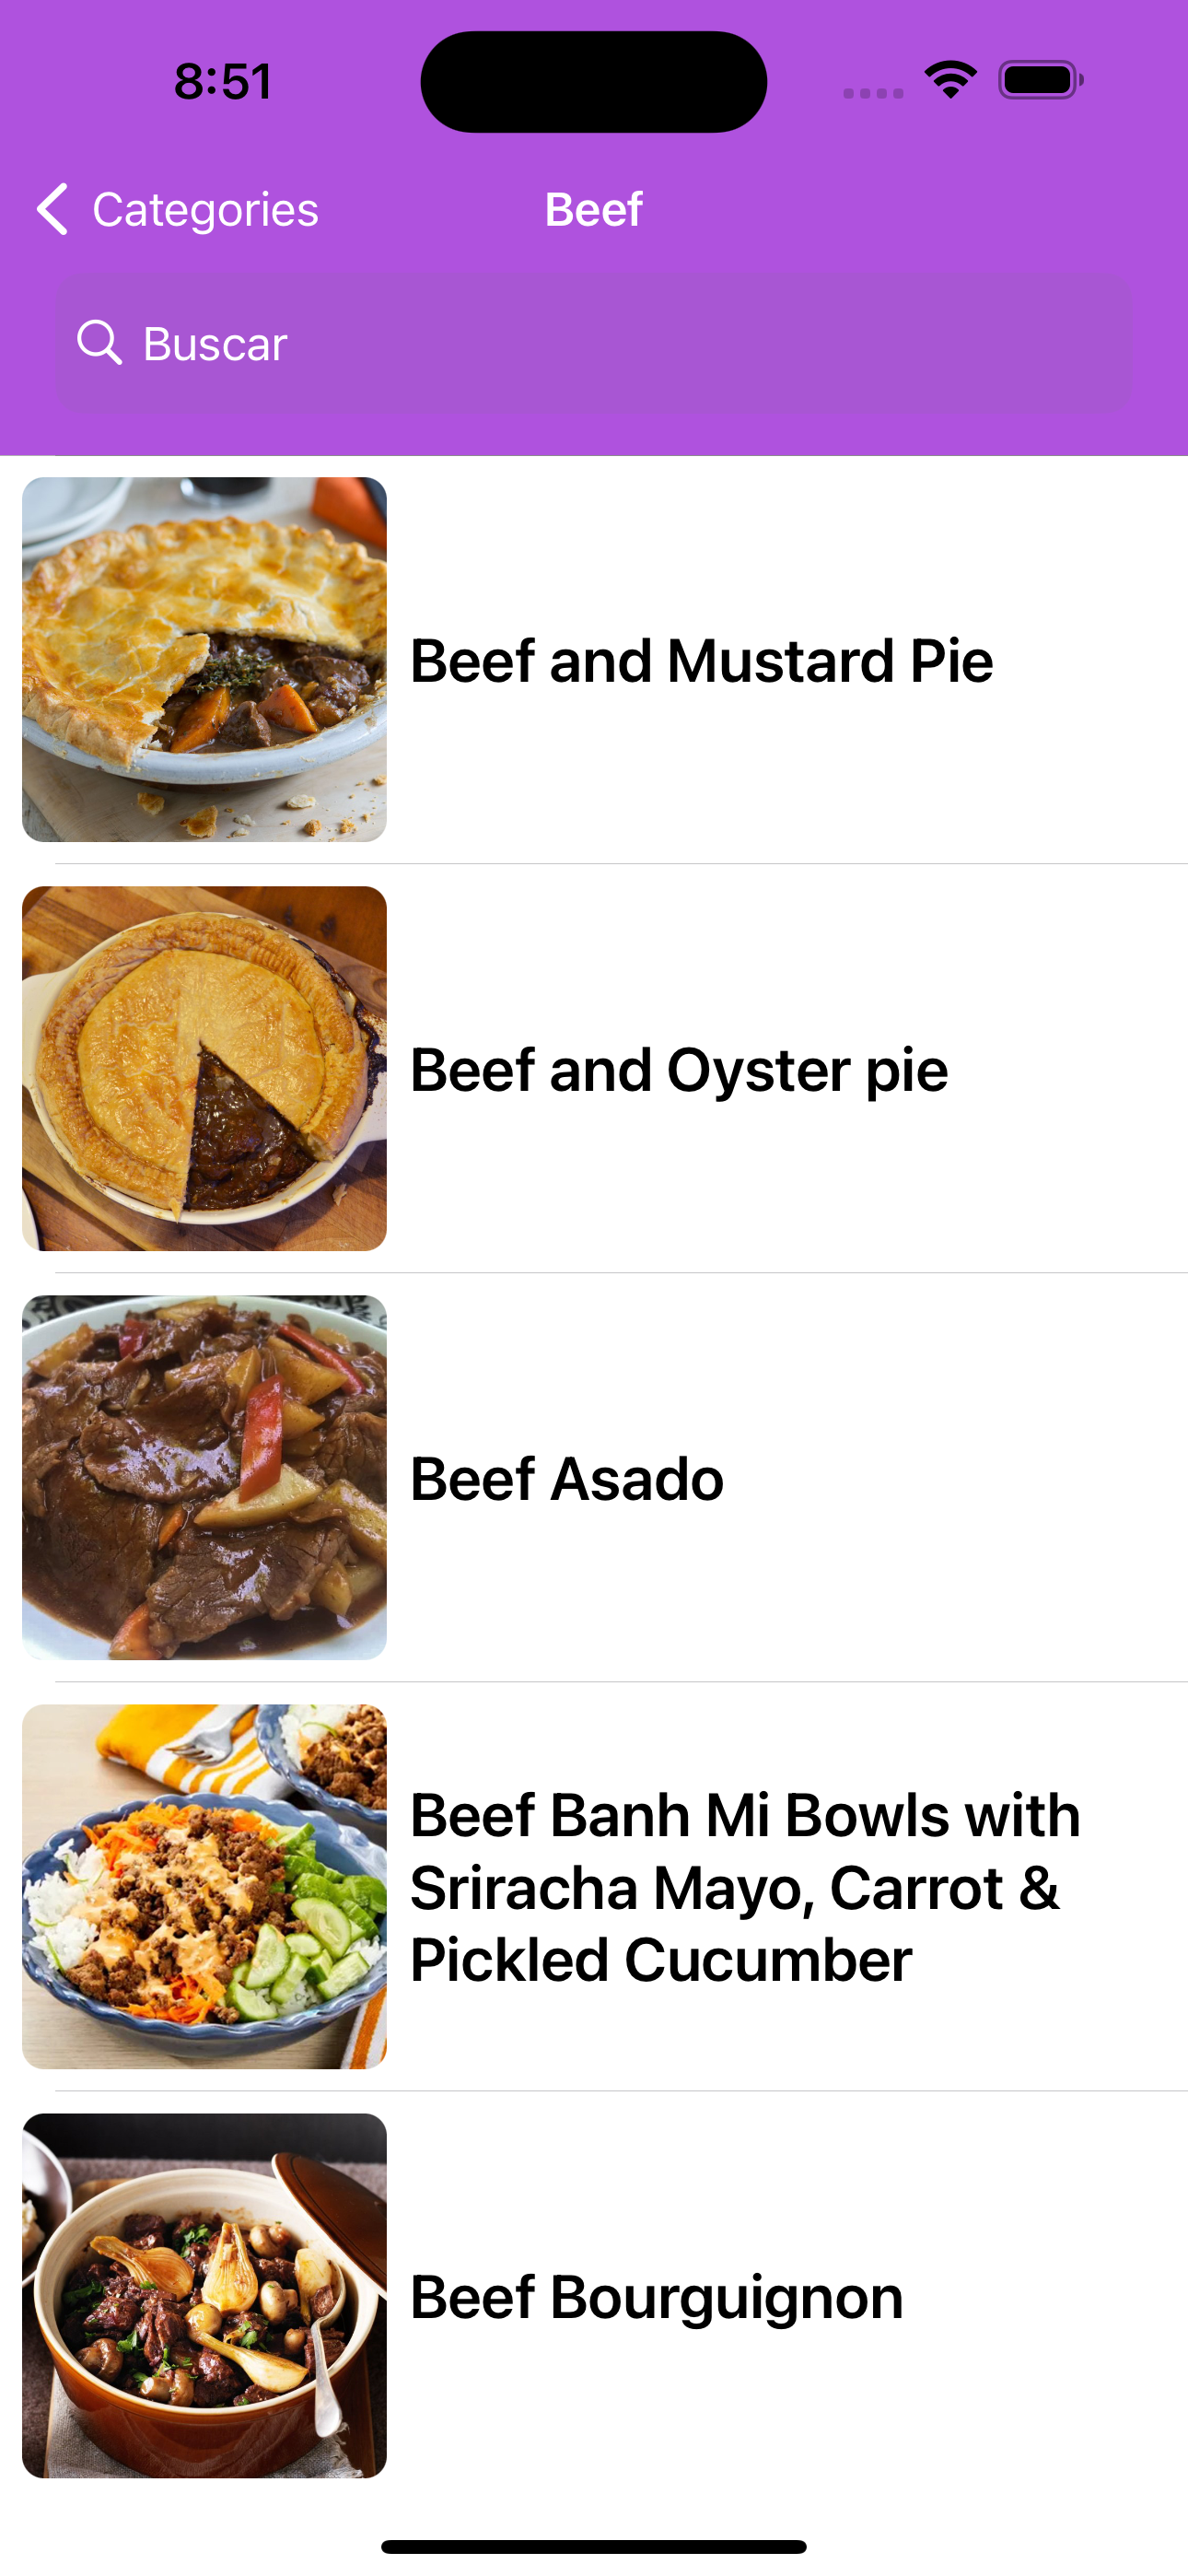 8:51
Categories
Beef
Buscar
Beef and Mustard Pie
Beef and Oyster pie
Beef Asado
Beef Banh Mi Bowls with
Sriracha Mayo, Carrot &
Pickled Cucumber
Beef Bourguignon